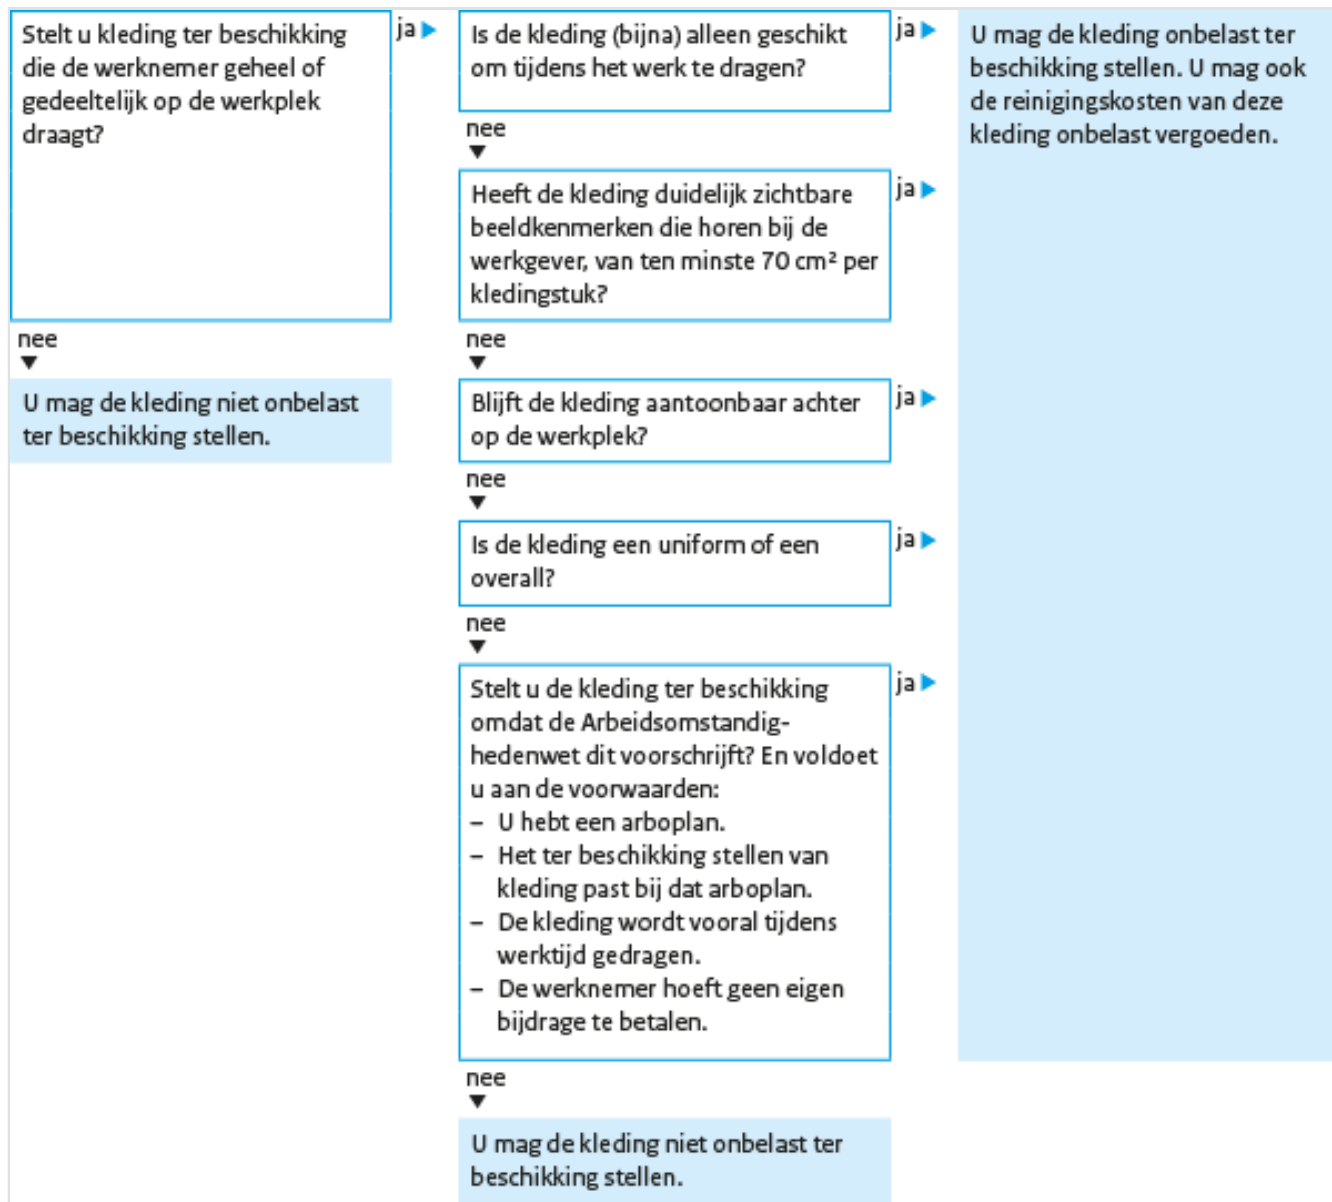 Stelt u kleding ter beschikking
die de werknemer geheel of
gedeeltelijk op de werkplek
draagt?
ja
nee
U mag de kleding niet onbelast
ter beschikking stellen.
Is de kleding (bijna) alleen geschikt
om tijdens het werk te dragen?
ja
nee
Heeft de kleding duidelijk zichtbare
beeldkenmerken die horen bij de
werkgever, van ten minste 70 cm² per
kledingstuk?
ja
nee
Blijft de kleding aantoonbaar achter
op de werkplek?
ja
nee
Is de kleding een uniform of een
overall?
ja
nee
Stelt u de kleding ter beschikking
omdat de Arbeidsomstandig-
hedenwet dit voorschrijft? En voldoet
u aan de voorwaarden:
– U hebt een arboplan.
– Het ter beschikking stellen van
kleding past bij dat arboplan.
– De kleding wordt vooral tijdens
werktijd gedragen.
– De werknemer hoeft geen eigen
bijdrage te betalen.
ja
nee
U mag de kleding niet onbelast ter
beschikking stellen.
U mag de kleding onbelast ter
beschikking stellen. U mag ook
de reinigingskosten van deze
kleding onbelast vergoeden.